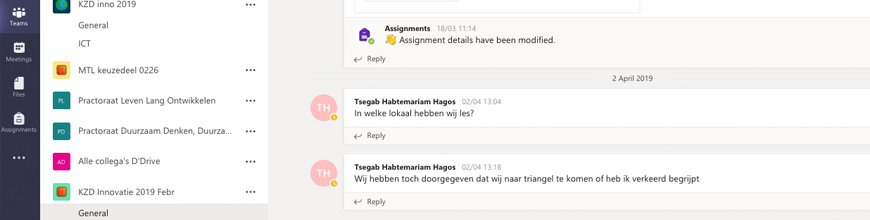 Teams
Meetings
Files
Assignments
KZD inno 2019
General
ICT
MTL keuzedeel 0226
PL
Practoraat Leven Lang Ontwikkelen
PD
Practoraat Duurzaam Denken, Duurza...
AD
Alle collega's D'Drive
KZD Innovatie 2019 Febr
General
Assignments 18/03 11:14
👋 Assignment details have been modified.
Reply
2 April 2019
TH
Tsegab Habtemariam Hagos 02/04 13:04
In welke lokaal hebben wij les?
Reply
TH
Tsegab Habtemariam Hagos 02/04 13:18
Wij hebben toch doorgegeven dat wij naar triangel te komen of heb ik verkeerd begrijpt
Reply